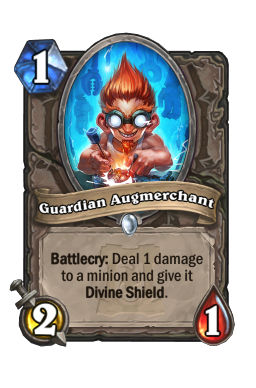 1
Guardian Augmerchant
Battlecry: Deal 1 damage
to a minion and give it
Divine Shield.
2
1